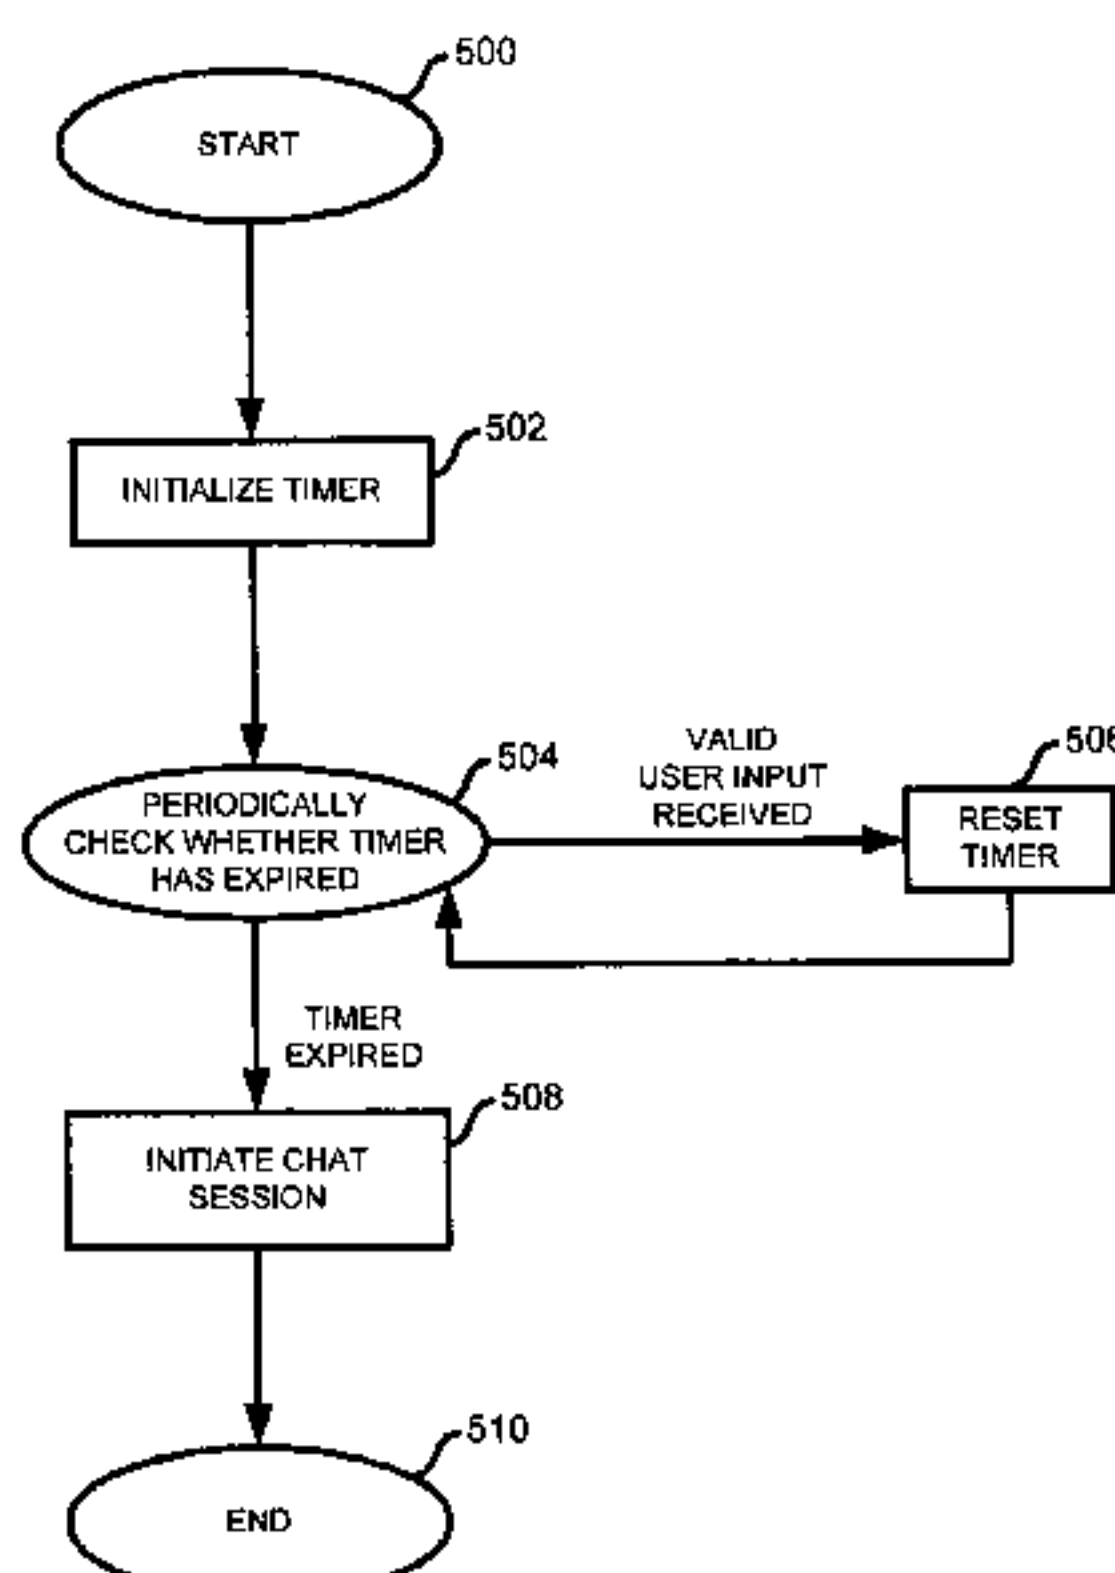 500
START
502
INITIALIZE TIMER
504
PERIODICALLY
CHECK WHETHER TIMER
HAS EXPIRED
VALID
USER INPUT
RECEIVED
506
RESET
TIMER
TIMER
EXPIRED
508
INITIATE CHAT
SESSION
510
END